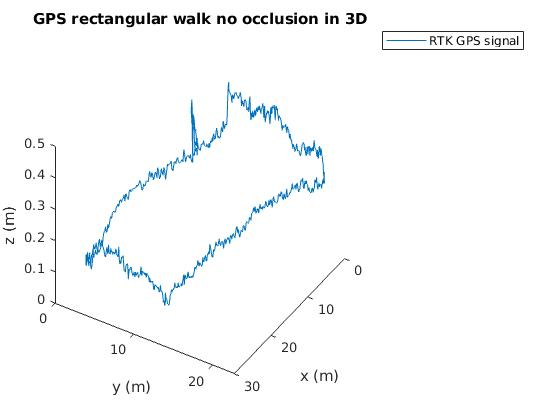 GPS rectangular walk no occlusion in 3D
RTK GPS signal
0.5
0.4
0.3
0.2
0.1
0
z (m)
0
10
20
y (m)
0
10
20
30
x (m)